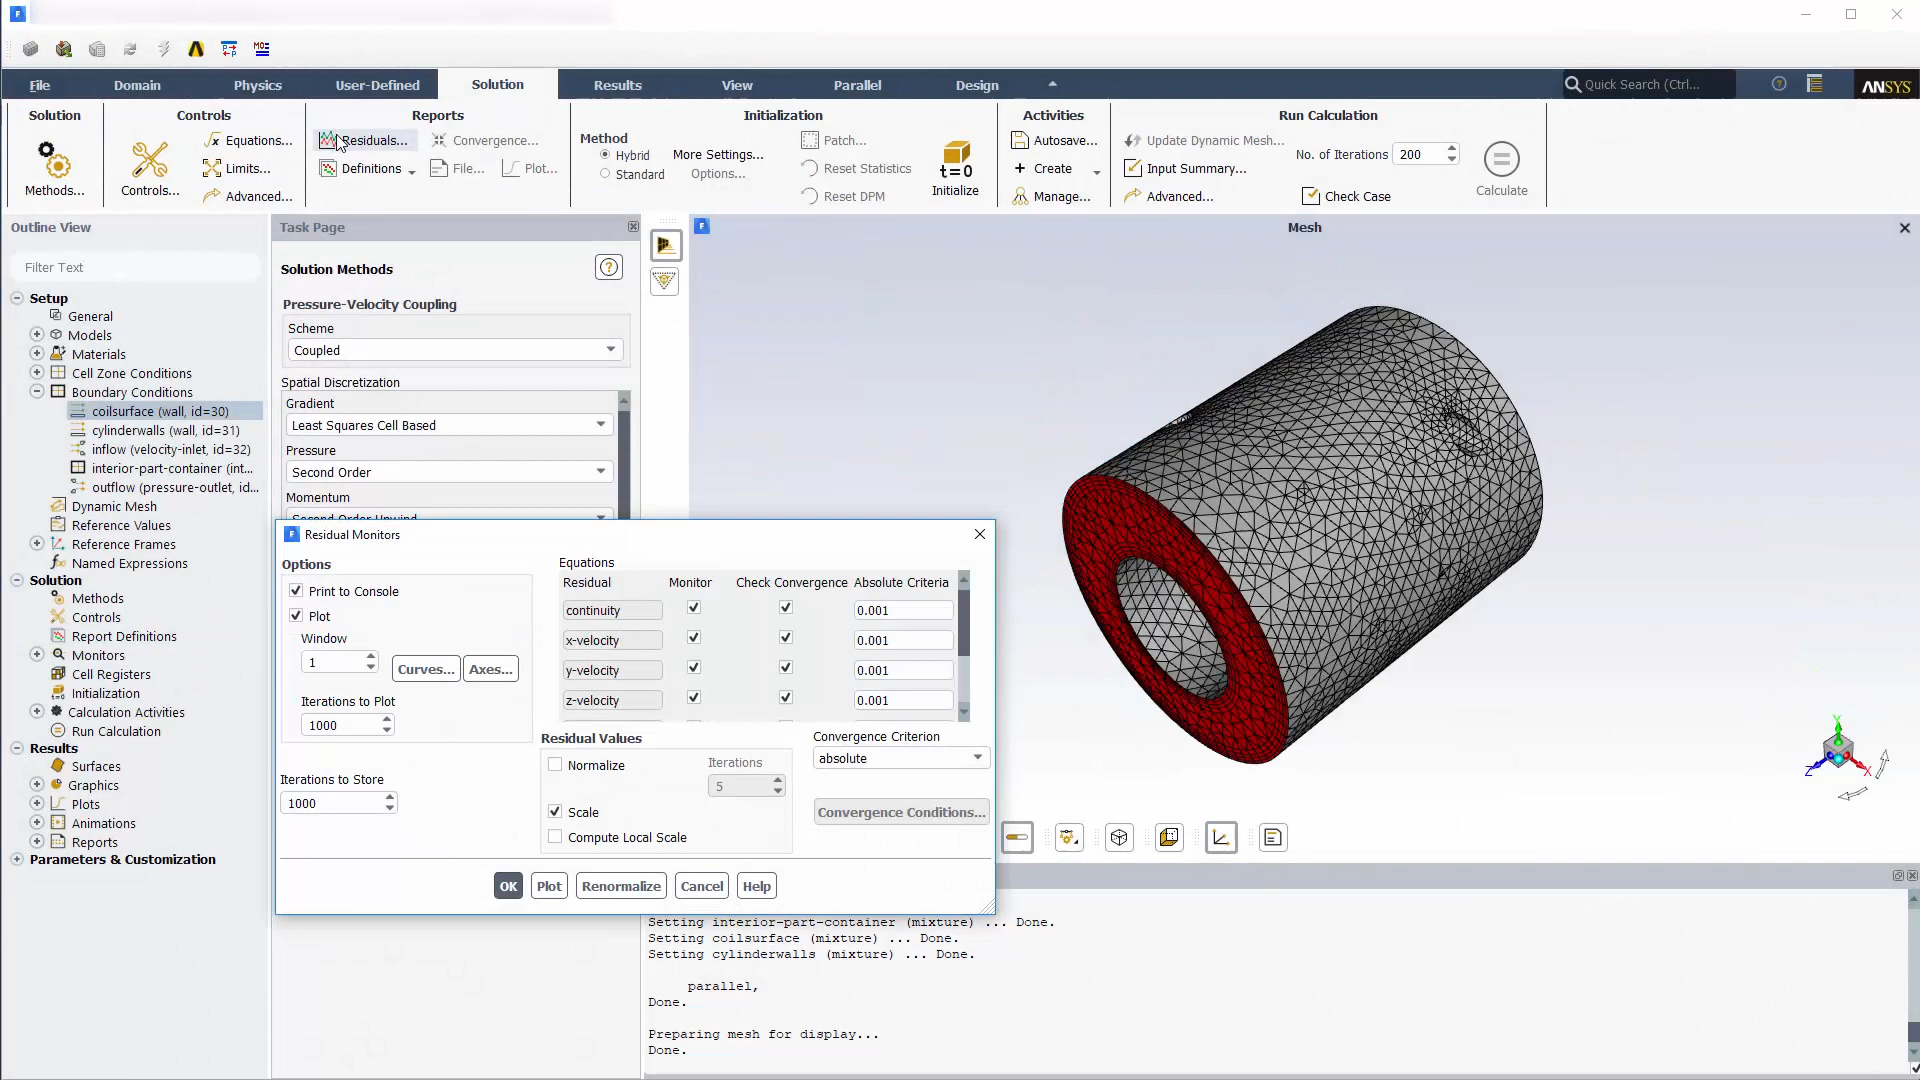 File
Domain
Physics
User-Defined
Solution
Results
View
Parallel
Design
Quick Search (Ctrl...
ANSYS
Solution
Methods...
Controls
Controls...
Equations...
Limits...
Advanced...
Reports
Residuals...
Convergence...
Definitions
File...
Plot...
Initialization
Method
Hybrid
Standard
More Settings...
Options...
Patch...
Reset Statistics
Reset DPM
t=0
Initialize
Activities
Autosave...
Create
Manage...
Run Calculation
Update Dynamic Mesh...
Input Summary...
Advanced...
No. of Iterations 200
Check Case
Calculate
Outline View
Filter Text
Setup
General
Models
Materials
Cell Zone Conditions
Boundary Conditions
coilsurface (wall, id=30)
cylinderwalls (wall, id=31)
inflow (velocity-inlet, id=32)
interior-part-container (int...
outflow (pressure-outlet, id...
Dynamic Mesh
Reference Values
Reference Frames
Named Expressions
Solution
Methods
Controls
Report Definitions
Monitors
Cell Registers
Initialization
Calculation Activities
Run Calculation
Results
Surfaces
Graphics
Plots
Animations
Reports
Parameters & Customization
Task Page
Solution Methods
Pressure-Velocity Coupling
Scheme
Coupled
Spatial Discretization
Gradient
Least Squares Cell Based
Pressure
Second Order
Momentum
Second Order Upwind
Residual Monitors
Options
Print to Console
Plot
Window
1
Curves...
Axes...
Iterations to Plot
1000
Iterations to Store
1000
Equations
Residual Monitor Check Convergence Absolute Criteria
continuity 0.001
x-velocity 0.001
y-velocity 0.001
z-velocity 0.001
Residual Values
Normalize
Iterations
5
Scale
Compute Local Scale
Convergence Criterion
absolute
Convergence Conditions...
OK
Plot
Renormalize
Cancel
Help
Mesh
Y
Z
X
Setting interior-part-container (mixture) ... Done.
Setting coilsurface (mixture) ... Done.
Setting cylinderwalls (mixture) ... Done.
parallel,
Done.
Preparing mesh for display...
Done.